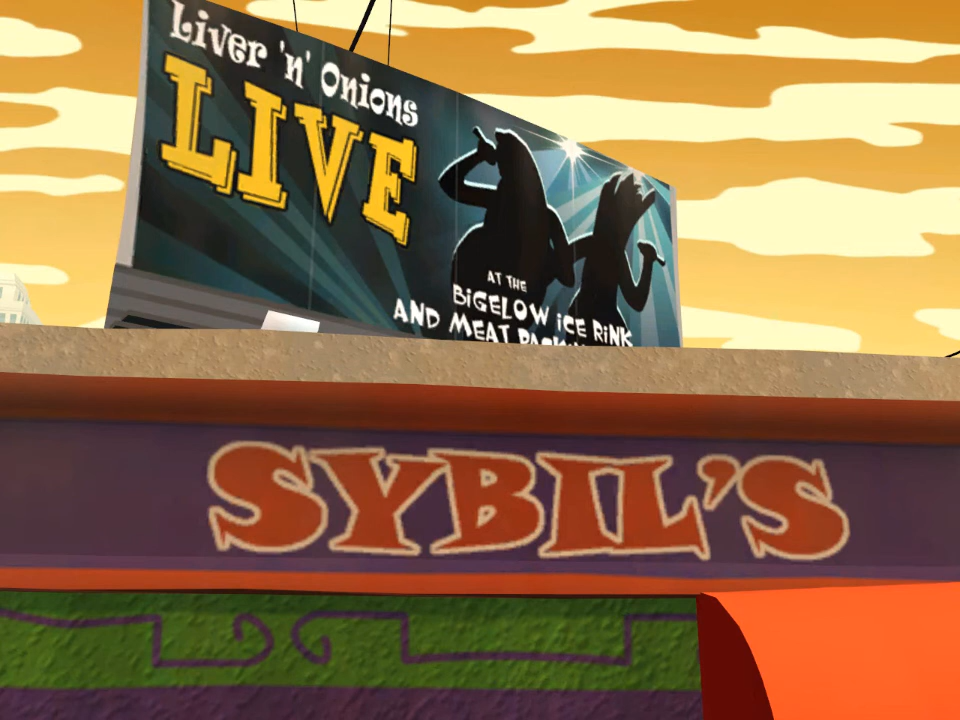 Liver 'n' Onions
LIVE
AT THE
BiGELOW iCE RiNK
AND MEAT
SYBIL'S